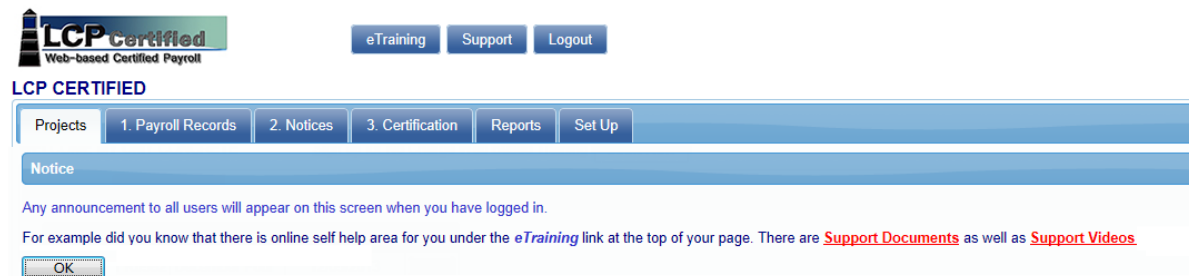 LCP Certified
Web-based Certified Payroll
eTraining Support Logout
LCP CERTIFIED
Projects 1. Payroll Records 2. Notices 3. Certification Reports Set Up
Notice
Any announcement to all users will appear on this screen when you have logged in.
For example did you know that there is online self help area for you under the eTraining link at the top of your page. There are Support Documents as well as Support Videos
OK